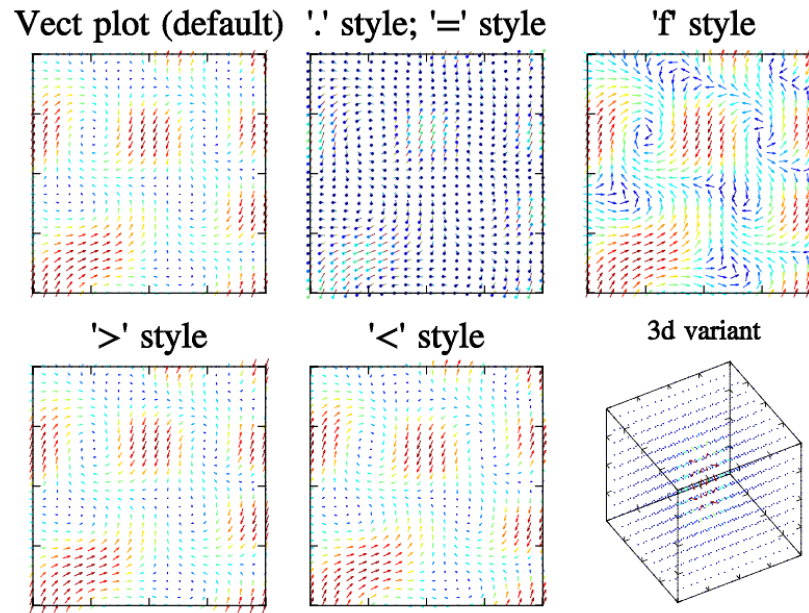 Vect plot (default)
'.' style; '=' style
'f' style
'>' style
'<' style
3d variant